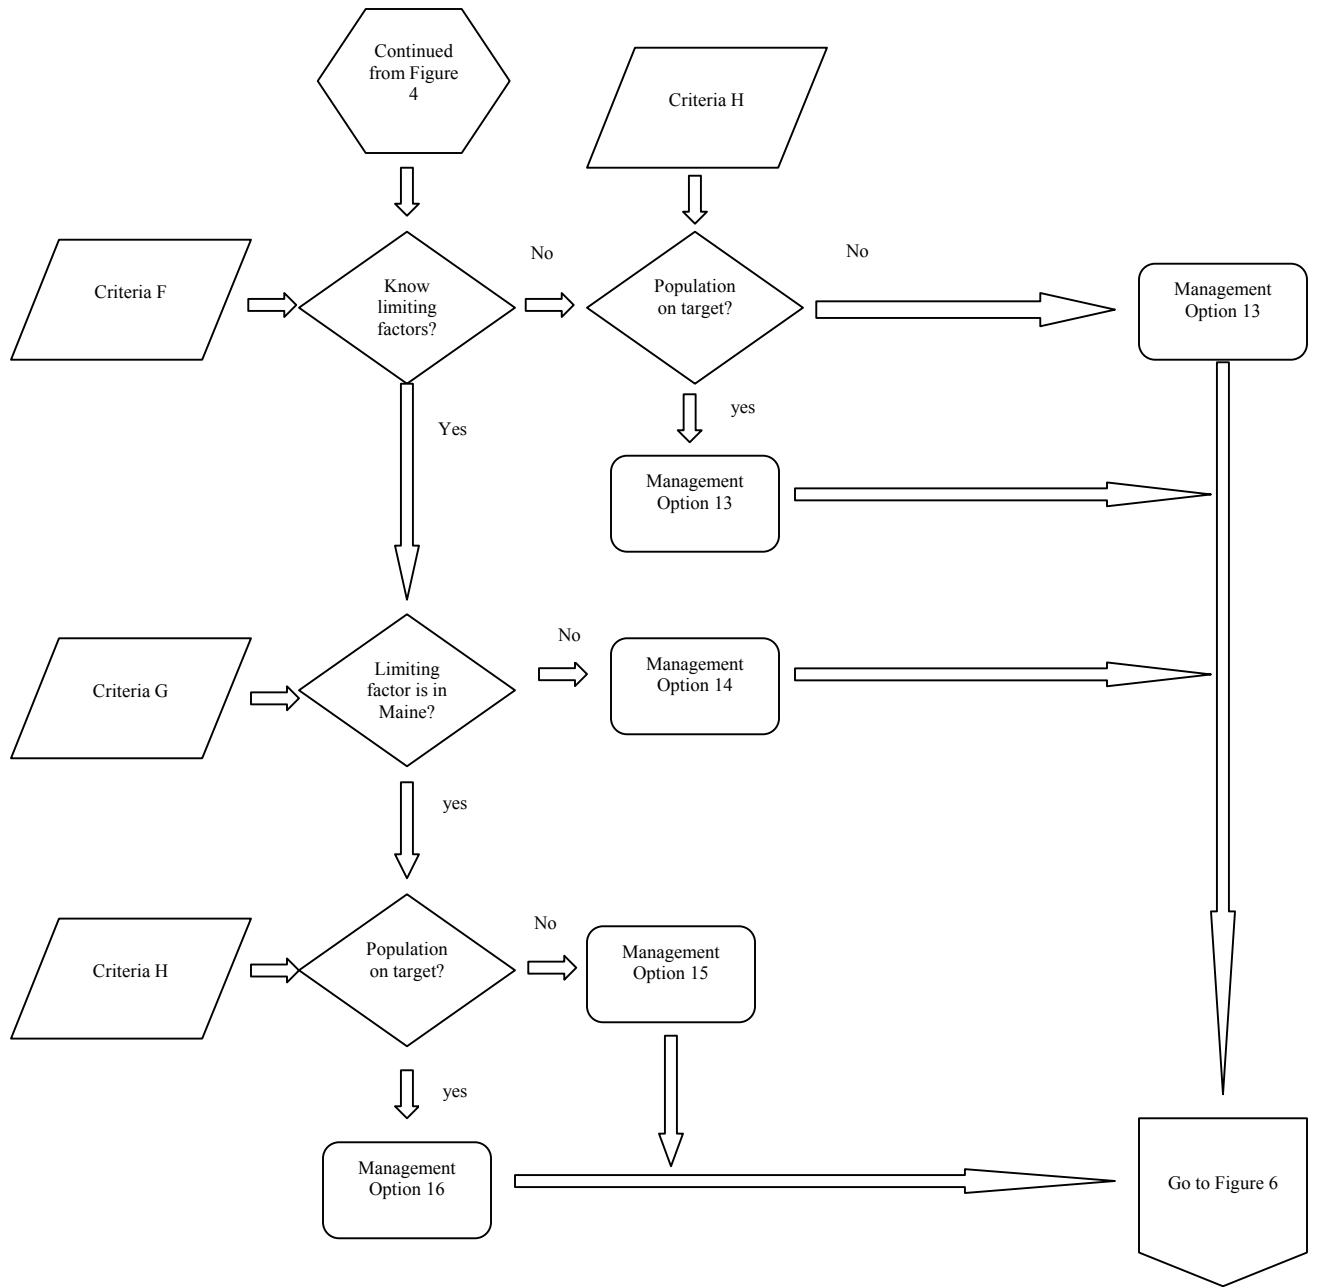 Continued
from Figure
4
Criteria H
Criteria F
Know
limiting
factors?
No
Population
on target?
No
Management
Option 13
Yes
yes
Management
Option 13
Criteria G
Limiting
factor is in
Maine?
No
Management
Option 14
yes
Criteria H
Population
on target?
No
Management
Option 15
yes
Management
Option 16
Go to Figure 6